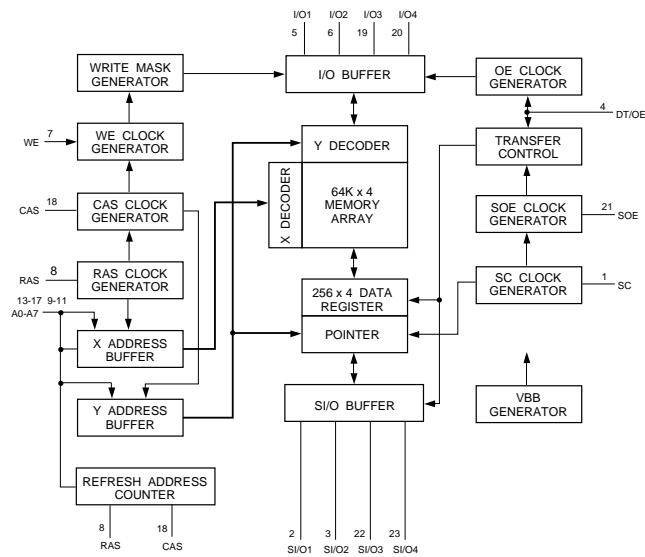 I/O1 I/O2 I/O3 I/O4
5 6 19 20
WRITE MASK
GENERATOR
I/O BUFFER
OE CLOCK
GENERATOR
4
DT/OE
7
WE
WE CLOCK
GENERATOR
Y DECODER
TRANSFER
CONTROL
18
CAS
CAS CLOCK
GENERATOR
X DECODER
64K x 4
MEMORY
ARRAY
SOE CLOCK
GENERATOR
21
SOE
8
RAS
RAS CLOCK
GENERATOR
256 x 4 DATA
REGISTER
SC CLOCK
GENERATOR
1
SC
13-17 9-11
A0-A7
X ADDRESS
BUFFER
POINTER
Y ADDRESS
BUFFER
SI/O BUFFER
VBB
GENERATOR
REFRESH ADDRESS
COUNTER
8
RAS
18
CAS
2 3 22 23
SI/O1 SI/O2 SI/O3 SI/O4